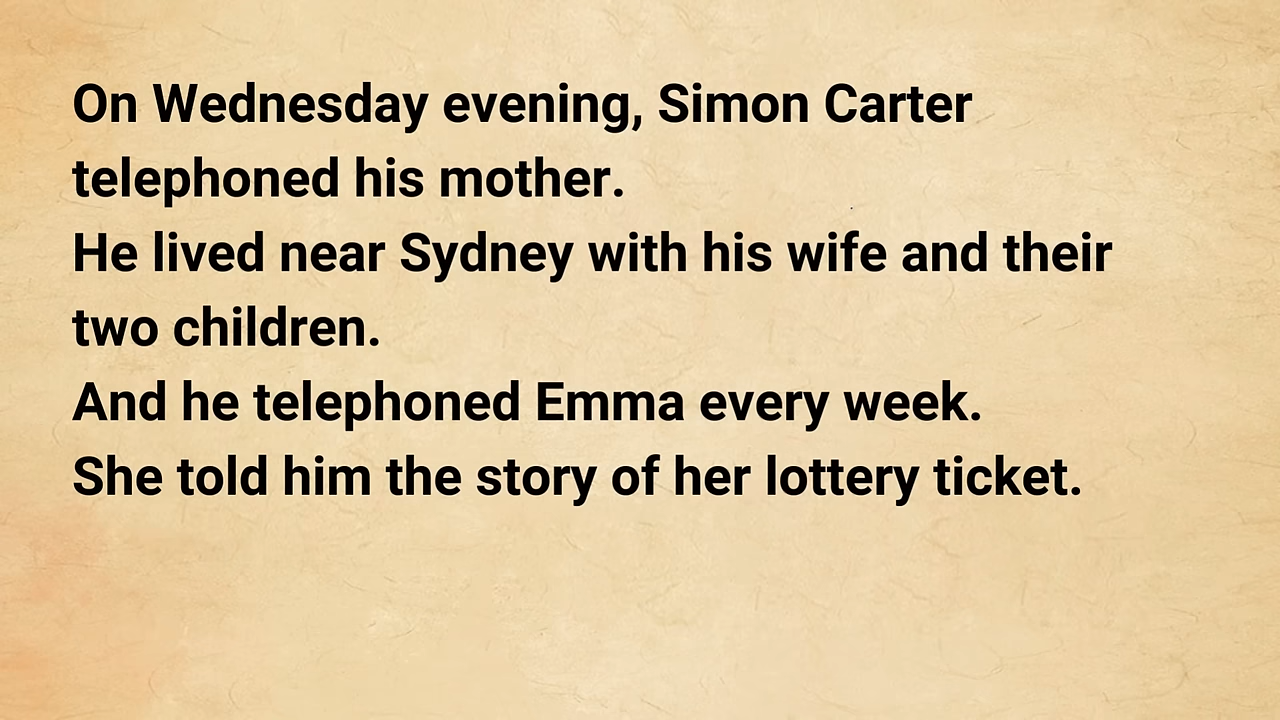 On Wednesday evening, Simon Carter
telephoned his mother.
He lived near Sydney with his wife and their
two children.
And he telephoned Emma every week.
She told him the story of her lottery ticket.